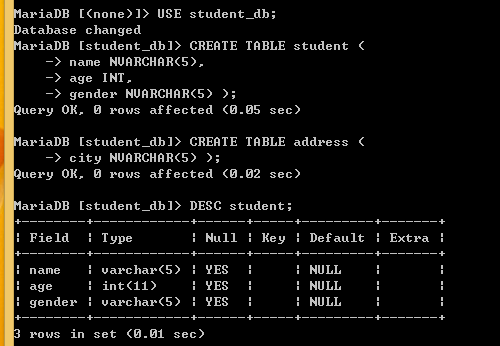 MariaDB [(none)]> USE student_db;
Database changed
MariaDB [student_db]> CREATE TABLE student (
    -> name NVARCHAR(5),
    -> age INT,
    -> gender NVARCHAR(5) );
Query OK, 0 rows affected (0.05 sec)

MariaDB [student_db]> CREATE TABLE address (
    -> city NVARCHAR(5) );
Query OK, 0 rows affected (0.02 sec)

MariaDB [student_db]> DESC student;
+--------+------------+------+-----+---------+-------+
| Field  | Type       | Null | Key | Default | Extra |
+--------+------------+------+-----+---------+-------+
| name   | varchar(5) | YES  |     | NULL    |       |
| age    | int(11)    | YES  |     | NULL    |       |
| gender | varchar(5) | YES  |     | NULL    |       |
+--------+------------+------+-----+---------+-------+
3 rows in set (0.01 sec)